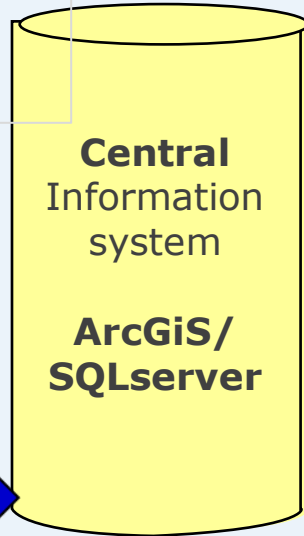 Central
Information
system
ArcGiS/
SQLserver